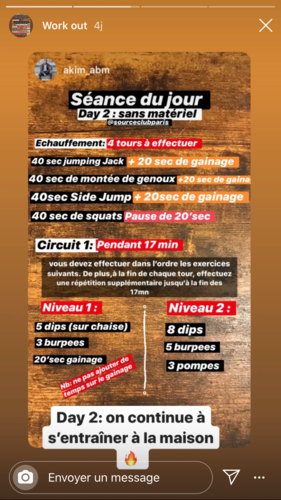 Work out 4j
akim_abm
Séance du jour
Day 2 : sans matériel
@sourceclubparis
Echauffement: 4 tours à effectuer
40 sec jumping Jack + 20 sec de gainage
40 sec de montée de genoux +20 sec de gaina
40sec Side Jump +20sec de gainage
40 sec de squats Pause de 20'sec
Circuit 1: Pendant 17 min
vous devez effectuer dans l'ordre les exercices
suivants. De plus,à la fin de chaque tour, effectuez
une répétition supplémentaire jusqu'à la fin des
17mn
Niveau 1 :
5 dips (sur chaise)
3 burpees
20'sec gainage
Nb: ne pas ajouter de
temps sur le gainage
Niveau 2 :
8 dips
5 burpees
3 pompes
Day 2: on continue à
s'entraîner à la maison
🔥
Envoyer un message